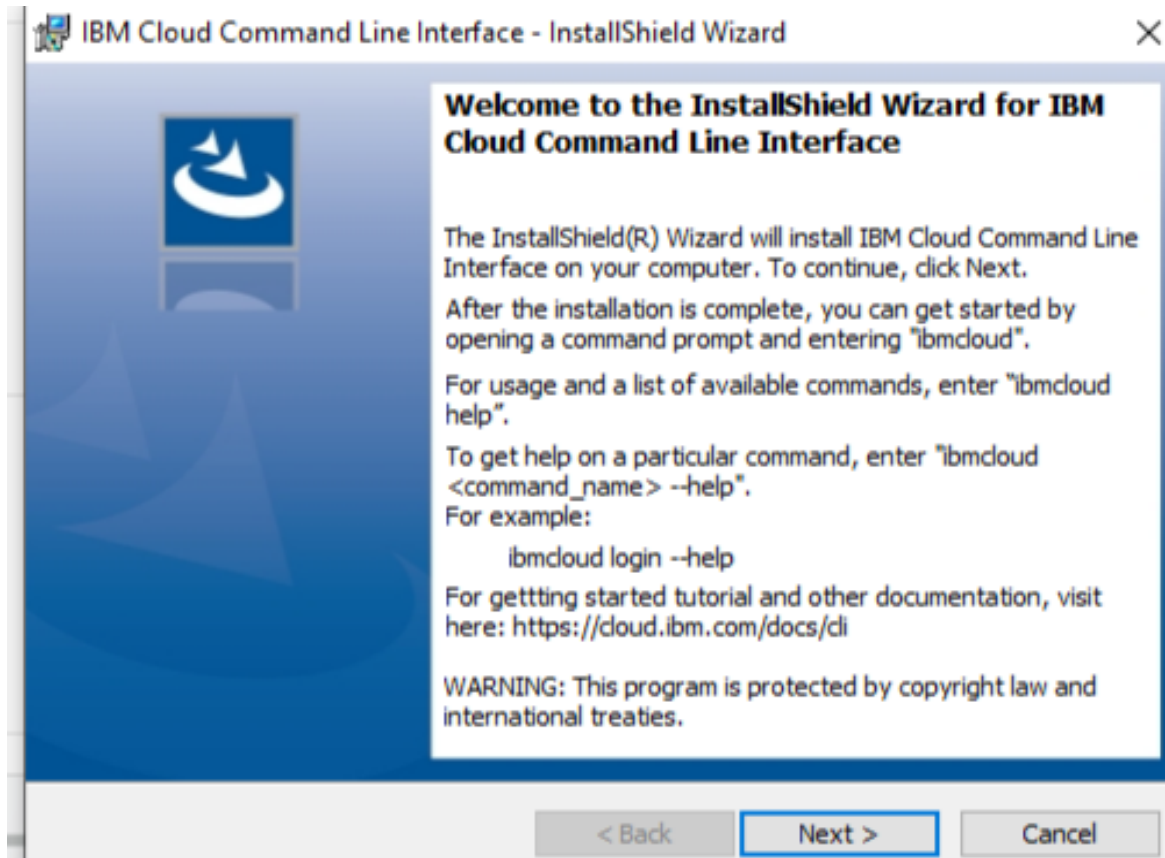 IBM Cloud Command Line Interface - InstallShield Wizard
Welcome to the InstallShield Wizard for IBM
Cloud Command Line Interface
The InstallShield(R) Wizard will install IBM Cloud Command Line
Interface on your computer. To continue, click Next.
After the installation is complete, you can get started by
opening a command prompt and entering "ibmcloud".
For usage and a list of available commands, enter "ibmcloud
help”.
To get help on a particular command, enter "ibmcloud
<command_name> --help".
For example:
ibmcloud login --help
For gettting started tutorial and other documentation, visit
here: https://cloud.ibm.com/docs/cli
WARNING: This program is protected by copyright law and
international treaties.
< Back
Next >
Cancel